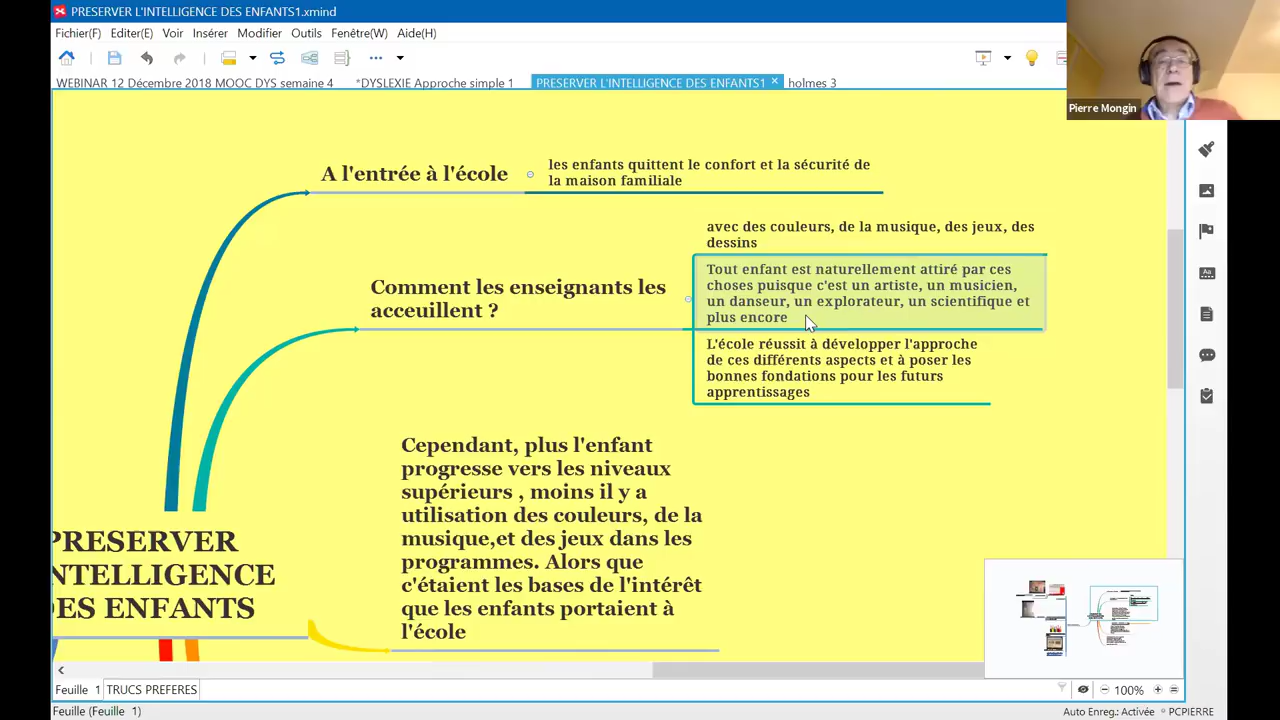 PRESERVER L'INTELLIGENCE DES ENFANTS1.xmind
Fichier(F) Editer(E) Voir Insérer Modifier Outils Fenêtre(W) Aide(H)
WEBINAR 12 Décembre 2018 MOOC DYS semaine 4 *DYSLEXIE Approche simple 1 PRESERVER L'INTELLIGENCE DES ENFANTS1 holmes 3
Pierre Mongin
A l'entrée à l'école
les enfants quittent le confort et la sécurité de
la maison familiale
Comment les enseignants les
acceuillent ?
avec des couleurs, de la musique, des jeux, des
dessins
Tout enfant est naturellement attiré par ces
choses puisque c'est un artiste, un musicien,
un danseur, un explorateur, un scientifique et
plus encore
L'école réussit à développer l'approche
de ces différents aspects et à poser les
bonnes fondations pour les futurs
apprentissages
Cependant, plus l'enfant
progresse vers les niveaux
supérieurs , moins il y a
utilisation des couleurs, de la
musique,et des jeux dans les
programmes. Alors que
c'étaient les bases de l'intérêt
que les enfants portaient à
l'école
PRESERVER
NTELLIGENCE
DES ENFANTS
Feuille 1 TRUCS PREFERES
100%
Feuille (Feuille 1)
Auto Enreg.: Activée PCPIERRE